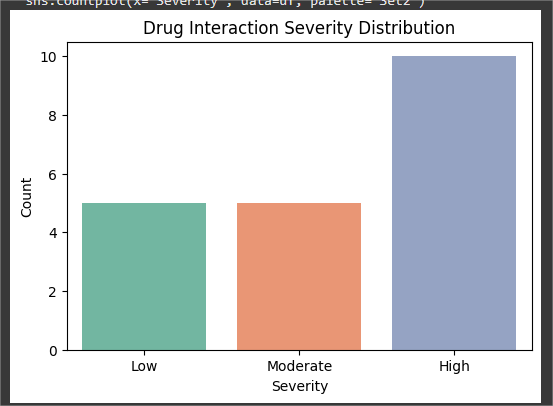 sns.countplot(x='Severity', data=df, palette='Set2')
Drug Interaction Severity Distribution
10
8
6
4
2
0
Count
Low Moderate High
Severity